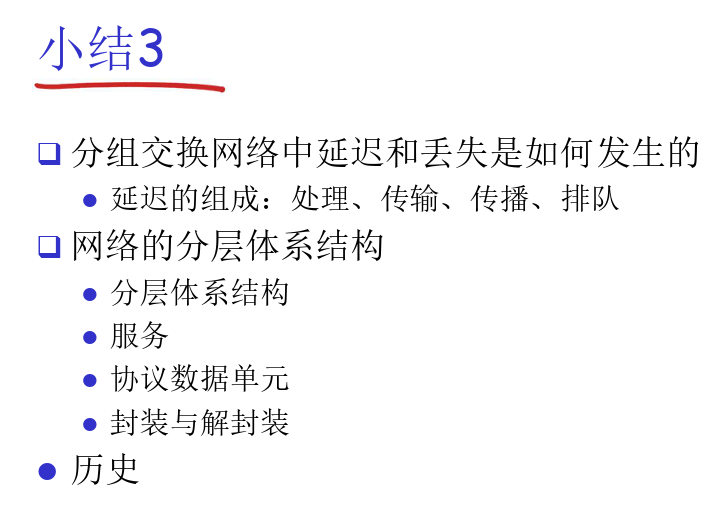 小结3
分组交换网络中延迟和丢失是如何发生的
延迟的组成：处理、传输、传播、排队
网络的分层体系结构
分层体系结构
服务
协议数据单元
封装与解封装
历史